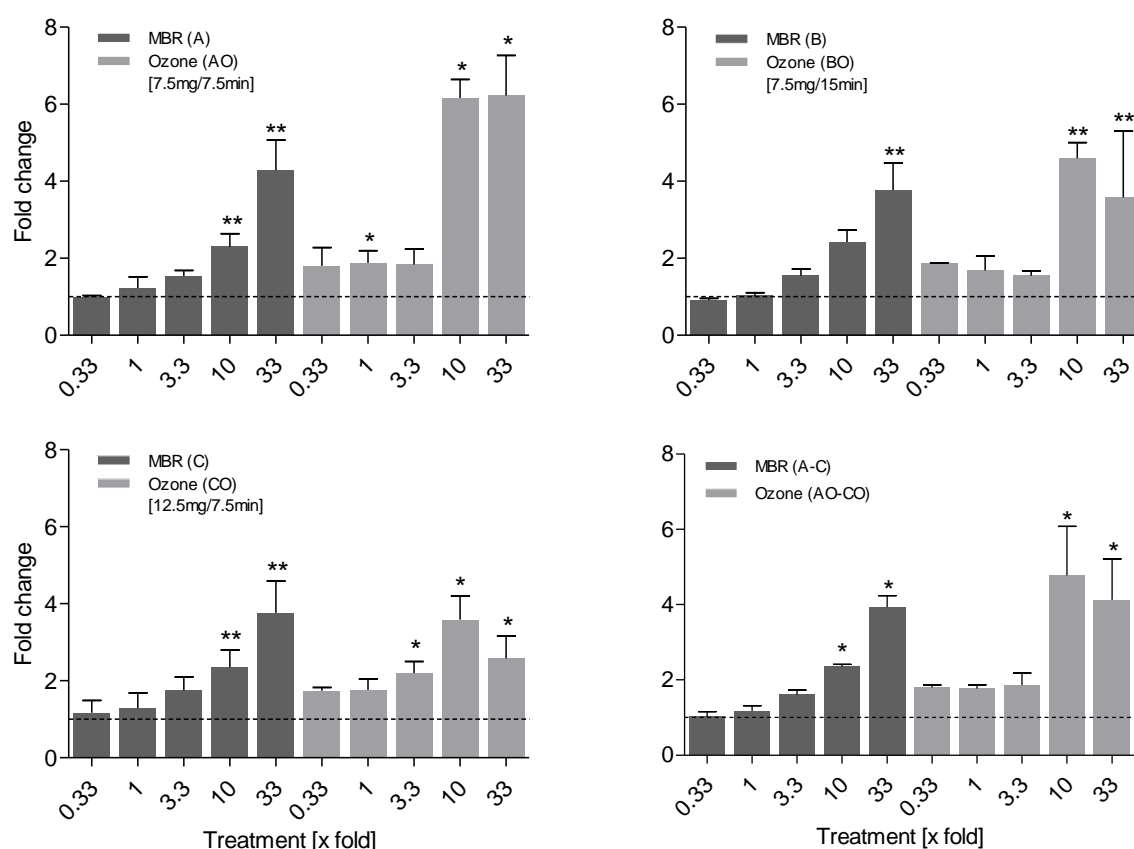 8
6
4
2
0
Fold change
MBR (A)
Ozone (AO)
[7.5mg/7.5min]
** ** * * *
0.33 1 3.3 10 33 0.33 1 3.3 10 33
8
6
4
2
0
MBR (B)
Ozone (BO)
[7.5mg/15min]
** ** **
0.33 1 3.3 10 33 0.33 1 3.3 10 33
8
6
4
2
0
Fold change
MBR (C)
Ozone (CO)
[12.5mg/7.5min]
** ** * * *
0.33 1 3.3 10 33 0.33 1 3.3 10 33
Treatment [x fold]
8
6
4
2
0
MBR (A-C)
Ozone (AO-CO)
* * * *
0.33 1 3.3 10 33 0.33 1 3.3 10 33
Treatment [x fold]